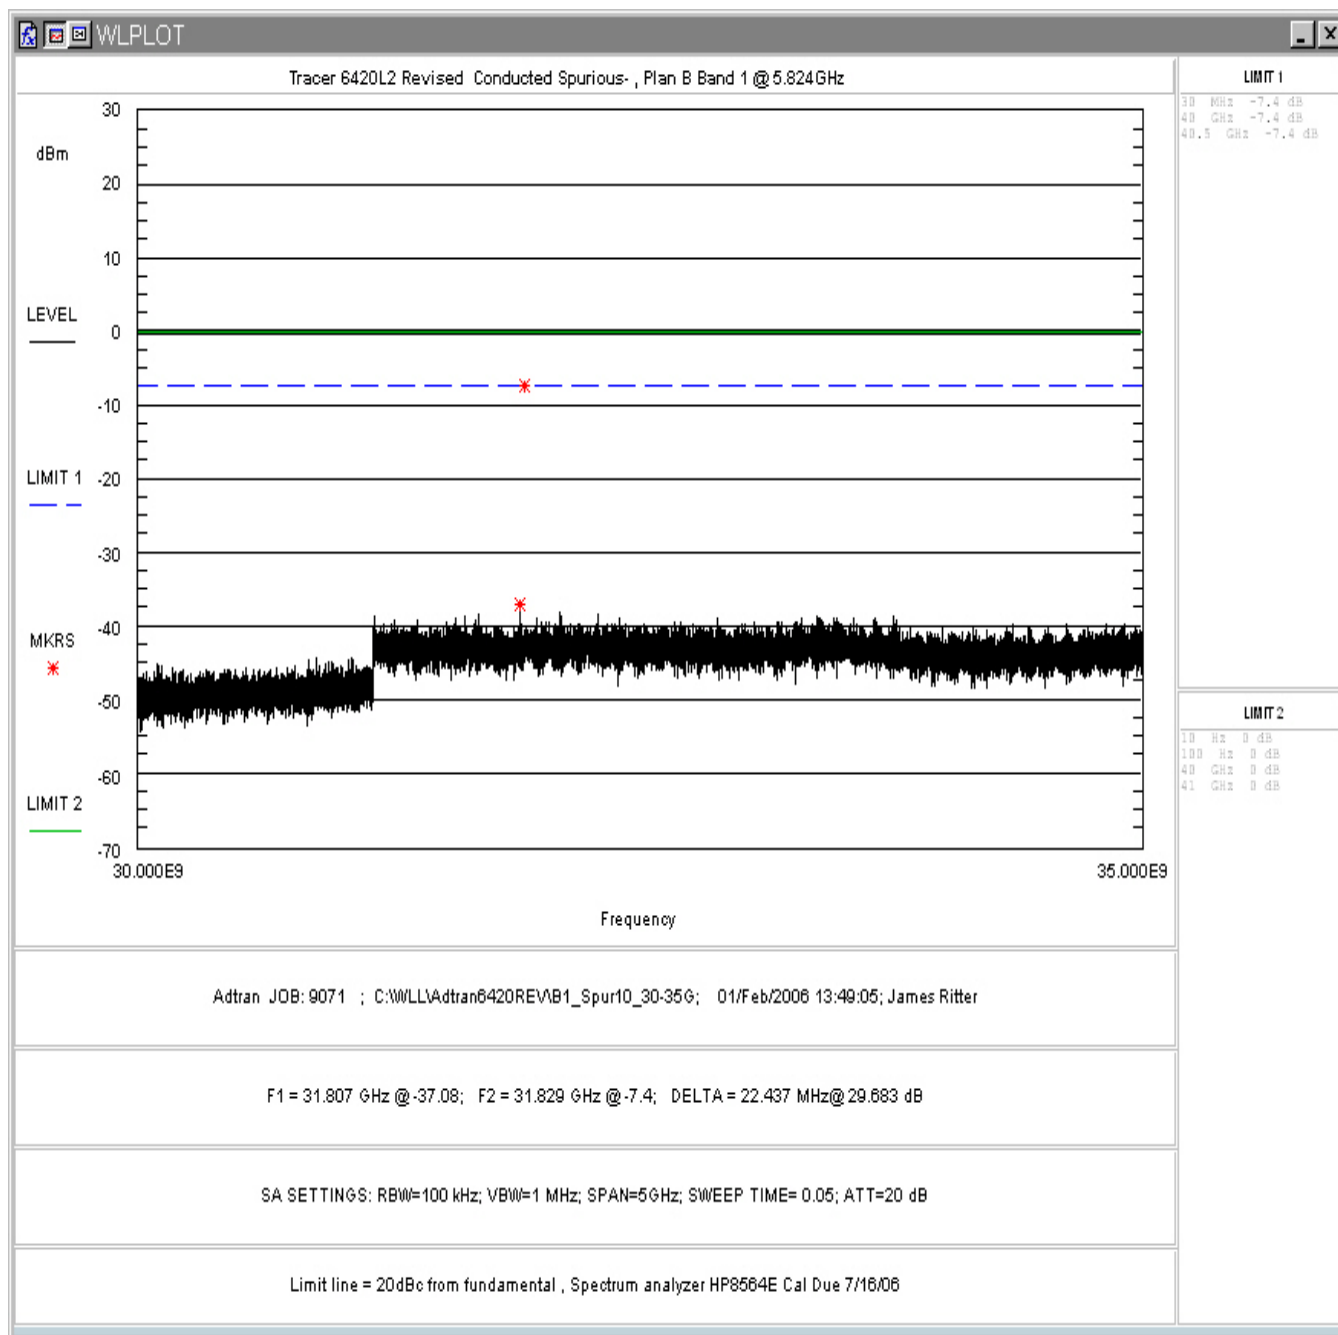 WLPLOT
Tracer 6420L2 Revised Conducted Spurious- , Plan B Band 1 @ 5.824GHz
LIMIT 1
30 MHz -7.4 dB
40 GHz -7.4 dB
40.5 GHz -7.4 dB
30
dBm
20
10
LEVEL
0
-10
LIMIT 1
-20
-30
-40
MKRS
-50
-60
LIMIT 2
-70
30.000E9
35.000E9
Frequency
LIMIT 2
10 Hz 0 dB
100 Hz 0 dB
40 GHz 0 dB
41 GHz 0 dB
Adtran JOB: 9071 ; C:\WLL\Adtran6420REV\B1_Spur10_30-35G; 01/Feb/2006 13:49:05; James Ritter
F1 = 31.807 GHz @ -37.08; F2 = 31.829 GHz @ -7.4; DELTA = 22.437 MHz@ 29.683 dB
SA SETTINGS: RBW=100 kHz; VBW=1 MHz; SPAN=5GHz; SWEEP TIME= 0.05; ATT=20 dB
Limit line = 20dBc from fundamental , Spectrum analyzer HP8564E Cal Due 7/16/06